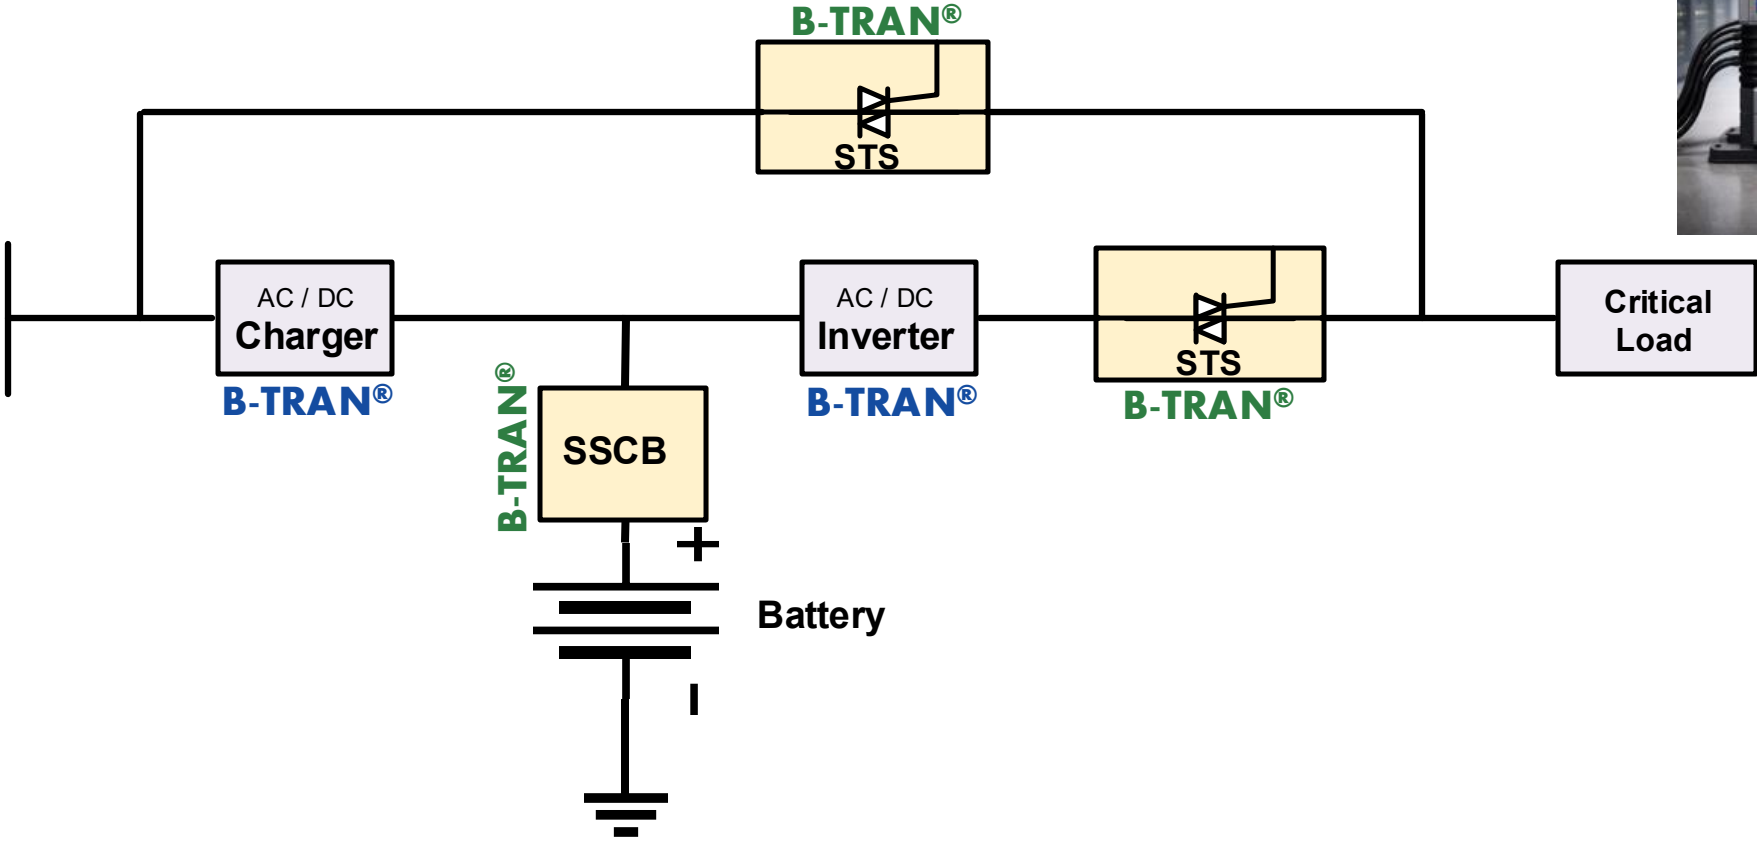 B-TRAN®
STS
AC / DC
Charger
B-TRAN®
AC / DC
Inverter
B-TRAN®
STS
B-TRAN®
Critical
Load
B-TRAN®
SSCB
+
Battery
–